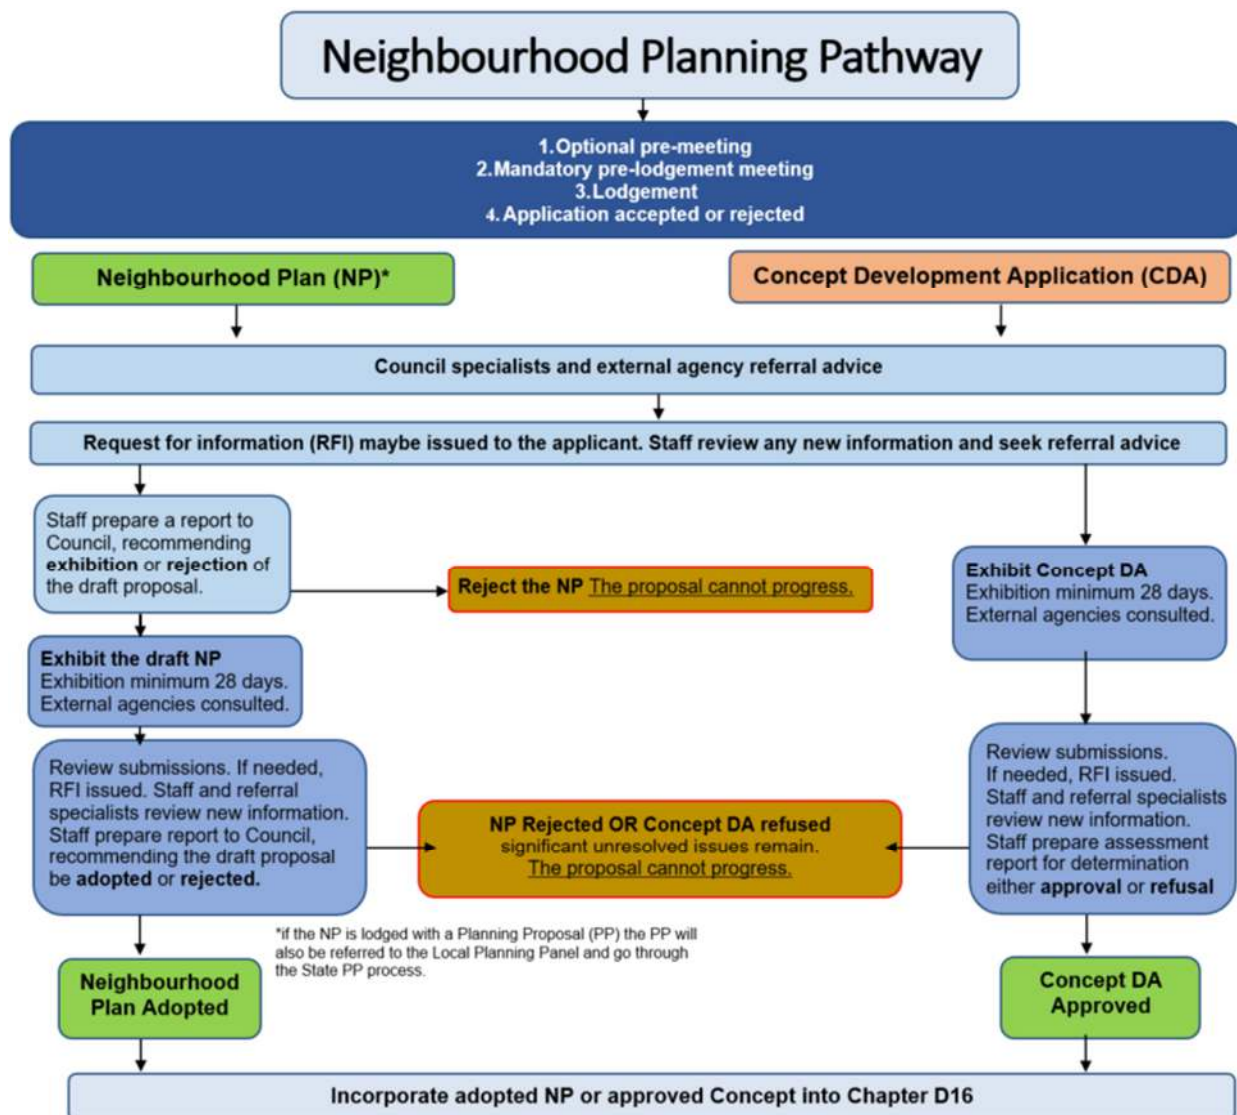 Neighbourhood Planning Pathway
1.Optional pre-meeting
2.Mandatory pre-lodgement meeting
3.Lodgement
4.Application accepted or rejected
Neighbourhood Plan (NP)*
Concept Development Application (CDA)
Council specialists and external agency referral advice
Request for information (RFI) maybe issued to the applicant. Staff review any new information and seek referral advice
Staff prepare a report to
Council, recommending
exhibition or rejection of
the draft proposal.
Reject the NP The proposal cannot progress.
Exhibit Concept DA
Exhibition minimum 28 days.
External agencies consulted.
Exhibit the draft NP
Exhibition minimum 28 days.
External agencies consulted.
Review submissions. If needed,
RFI issued. Staff and referral
specialists review new information.
Staff prepare report to Council,
recommending the draft proposal
be adopted or rejected.
NP Rejected OR Concept DA refused
significant unresolved issues remain.
The proposal cannot progress.
Review submissions.
If needed, RFI issued.
Staff and referral specialists
review new information.
Staff prepare assessment
report for determination
either approval or refusal
*if the NP is lodged with a Planning Proposal (PP) the PP will
also be referred to the Local Planning Panel and go through
the State PP process.
Neighbourhood
Plan Adopted
Concept DA
Approved
Incorporate adopted NP or approved Concept into Chapter D16